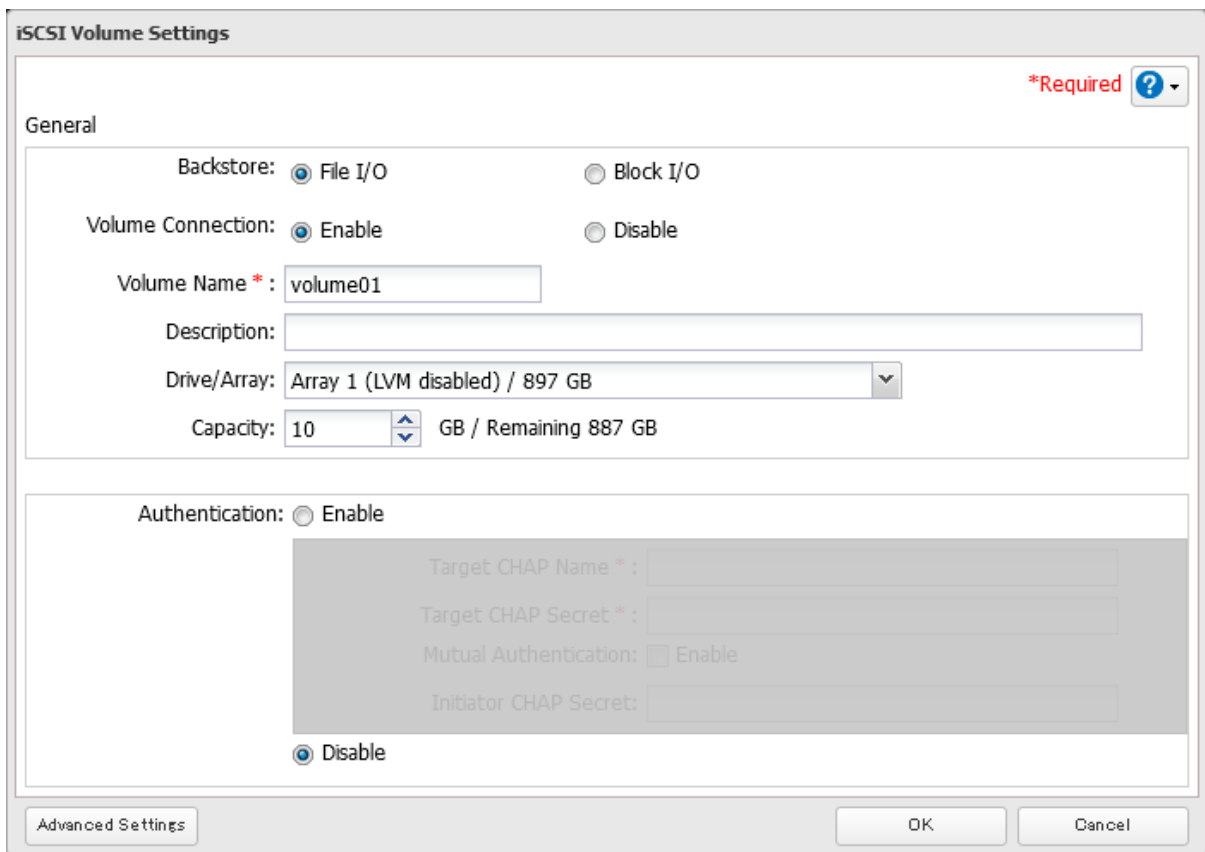 iSCSI Volume Settings
*Required ?
General
Backstore: File I/O Block I/O
Volume Connection: Enable Disable
Volume Name * : volume01
Description:
Drive/Array: Array 1 (LVM disabled) / 897 GB
Capacity: 10 GB / Remaining 887 GB
Authentication: Enable
Target CHAP Name * :
Target CHAP Secret * :
Mutual Authentication: Enable
Initiator CHAP Secret:
Disable
Advanced Settings OK Cancel